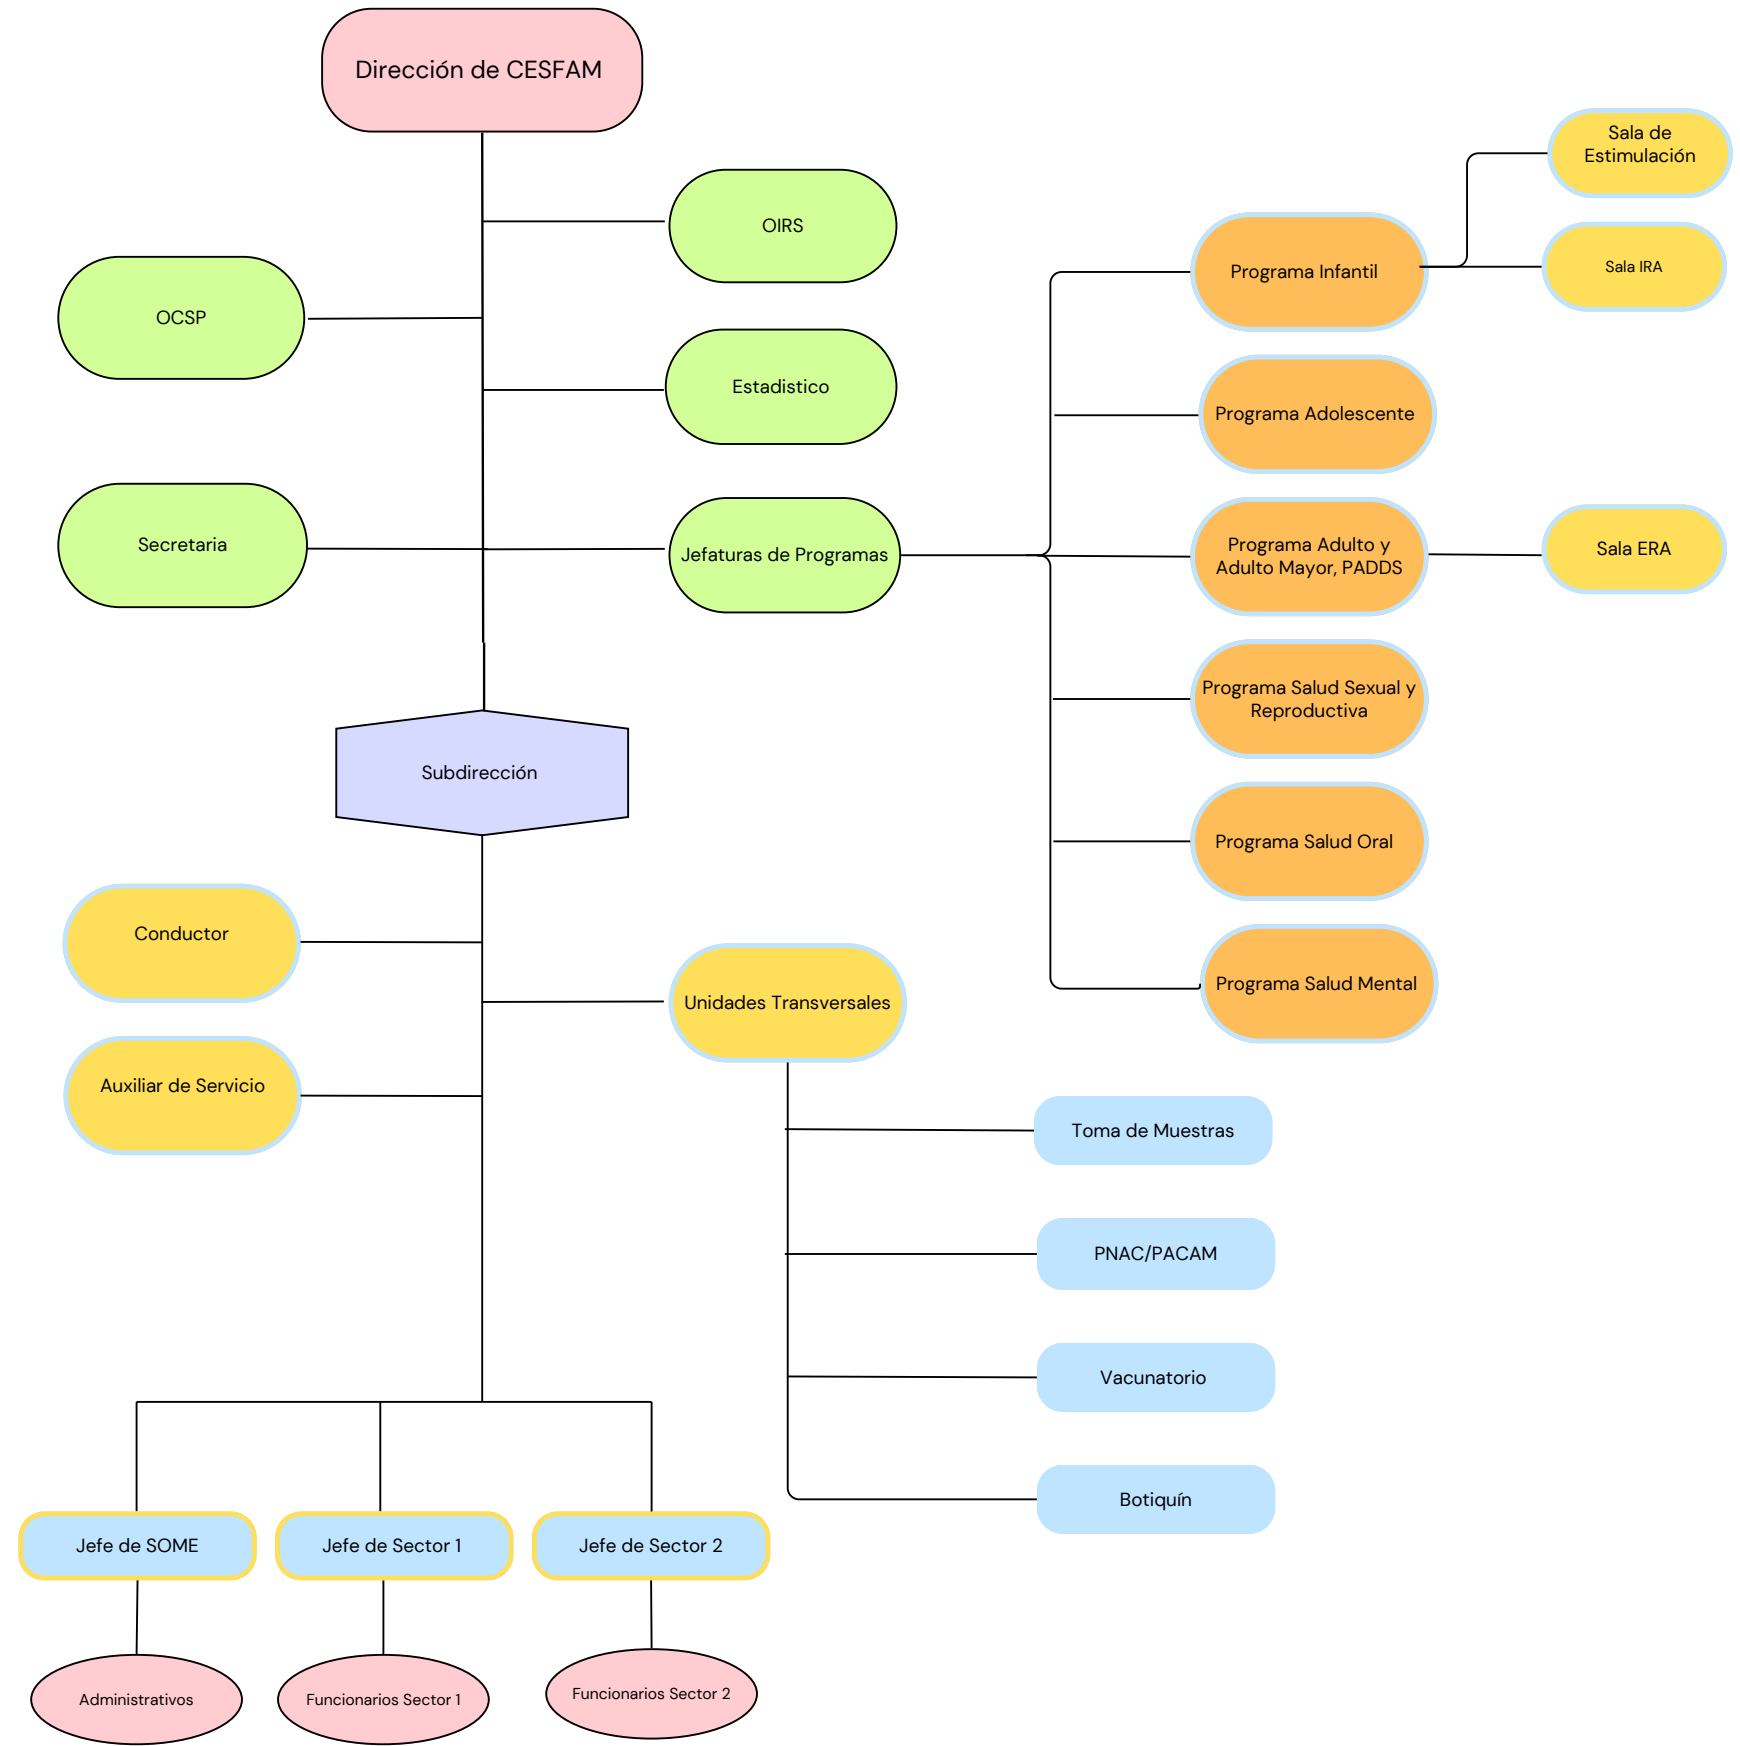 Dirección de CESFAM
Sala de
Estimulación
OIRS
Programa Infantil
Sala IRA
OCSP
Estadistico
Programa Adolescente
Secretaria
Jefaturas de Programas
Programa Adulto y
Adulto Mayor, PADDS
Sala ERA
Programa Salud Sexual y
Reproductiva
Subdirección
Programa Salud Oral
Conductor
Unidades Transversales
Programa Salud Mental
Auxiliar de Servicio
Toma de Muestras
PNAC/PACAM
Vacunatorio
Botiquín
Jefe de SOME
Jefe de Sector 1
Jefe de Sector 2
Administrativos
Funcionarios Sector 1
Funcionarios Sector 2